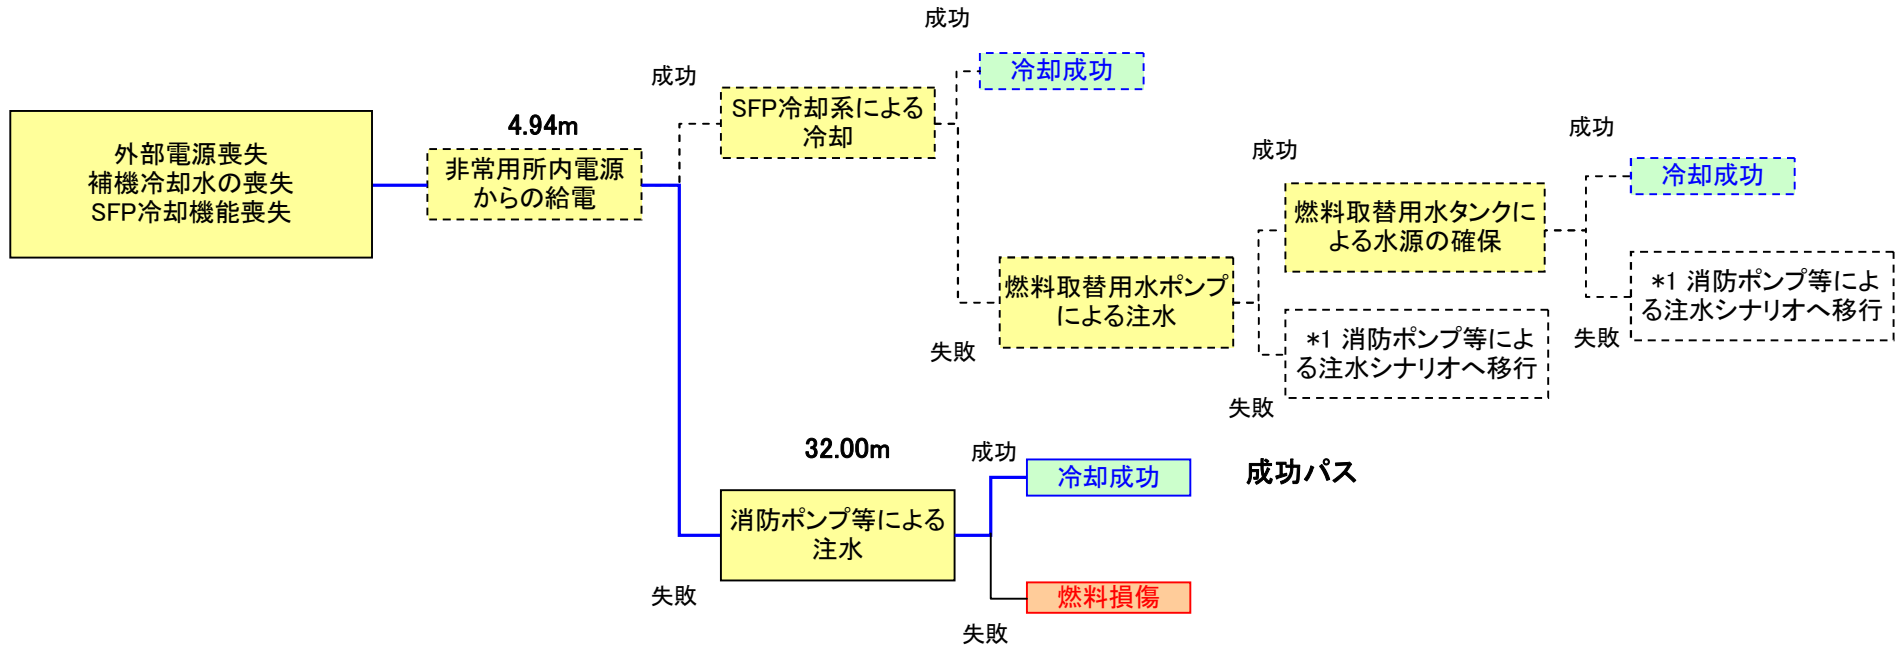 外部電源喪失
補機冷却水の喪失
SFP冷却機能喪失
4.94m
非常用所内電源
からの給電
成功
SFP冷却系による
冷却
成功
冷却成功
失敗
燃料取替用水ポンプ
による注水
成功
燃料取替用水タンクに
よる水源の確保
成功
冷却成功
失敗
*1 消防ポンプ等によ
る注水シナリオへ移行
失敗
*1 消防ポンプ等によ
る注水シナリオへ移行
失敗
32.00m
消防ポンプ等による
注水
成功
冷却成功
成功パス
失敗
燃料損傷